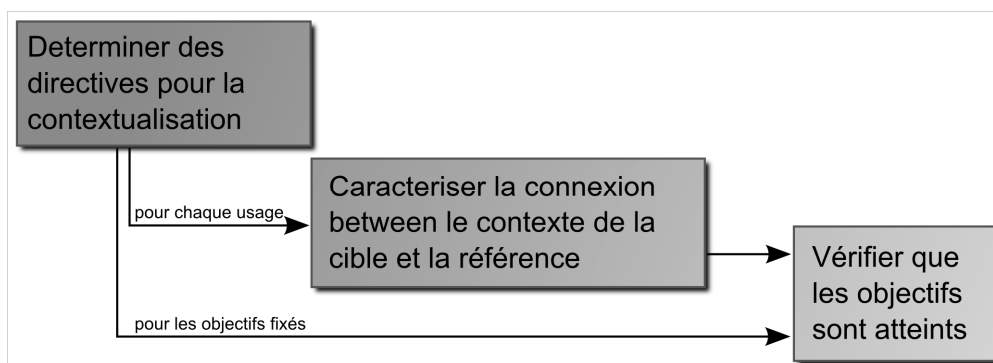 Determiner des
directives pour la
contextualisation
pour chaque usage
Caracteriser la connexion
between le contexte de la
cible et la référence
pour les objectifs fixés
Vérifier que
les objectifs
sont atteints